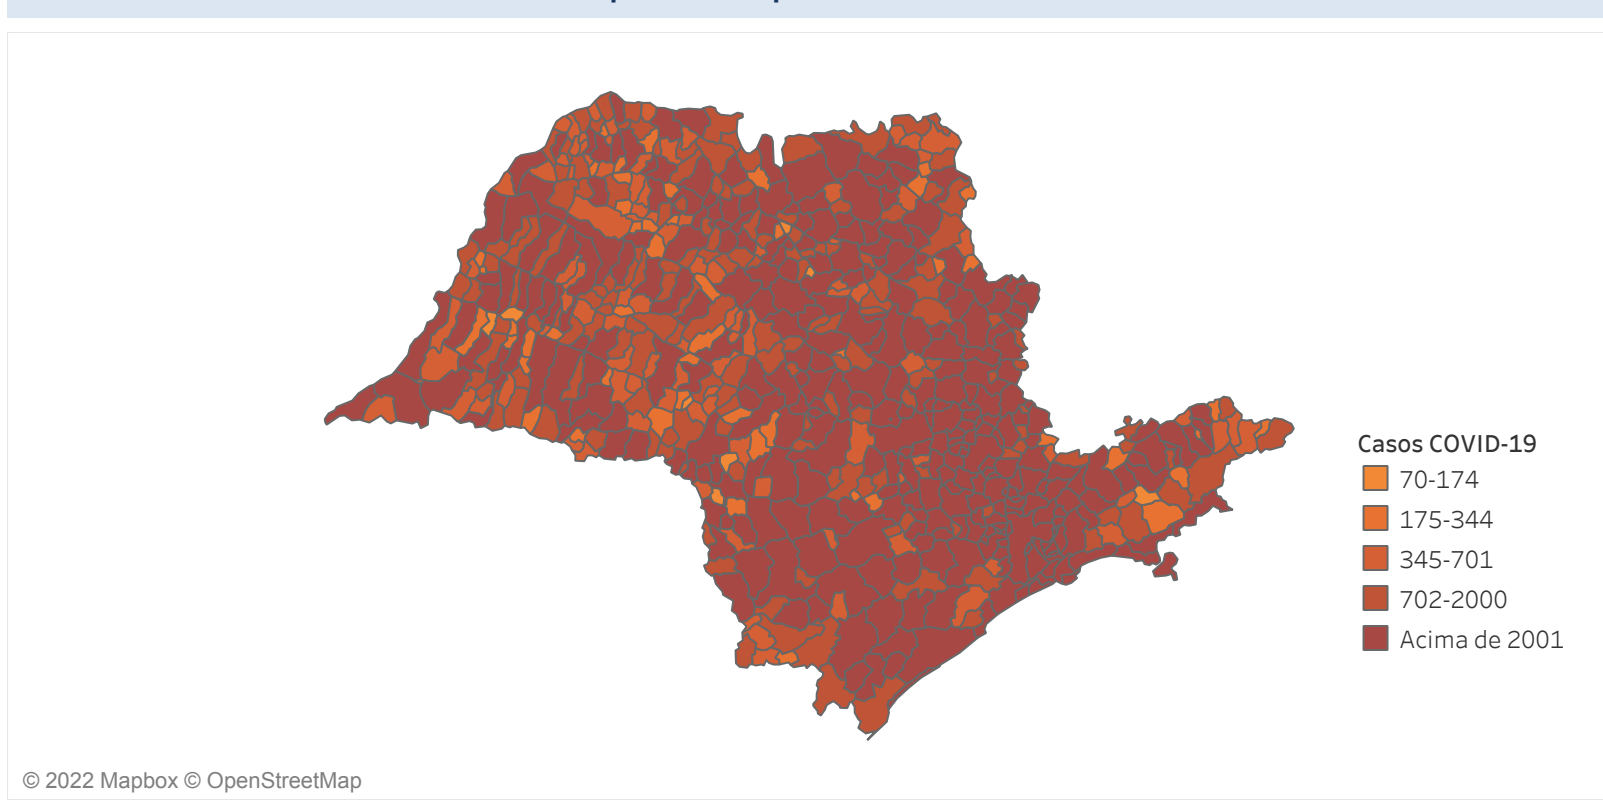 Casos COVID-19
70-174
175-344
345-701
702-2000
Acima de 2001
© 2022 Mapbox © OpenStreetMap